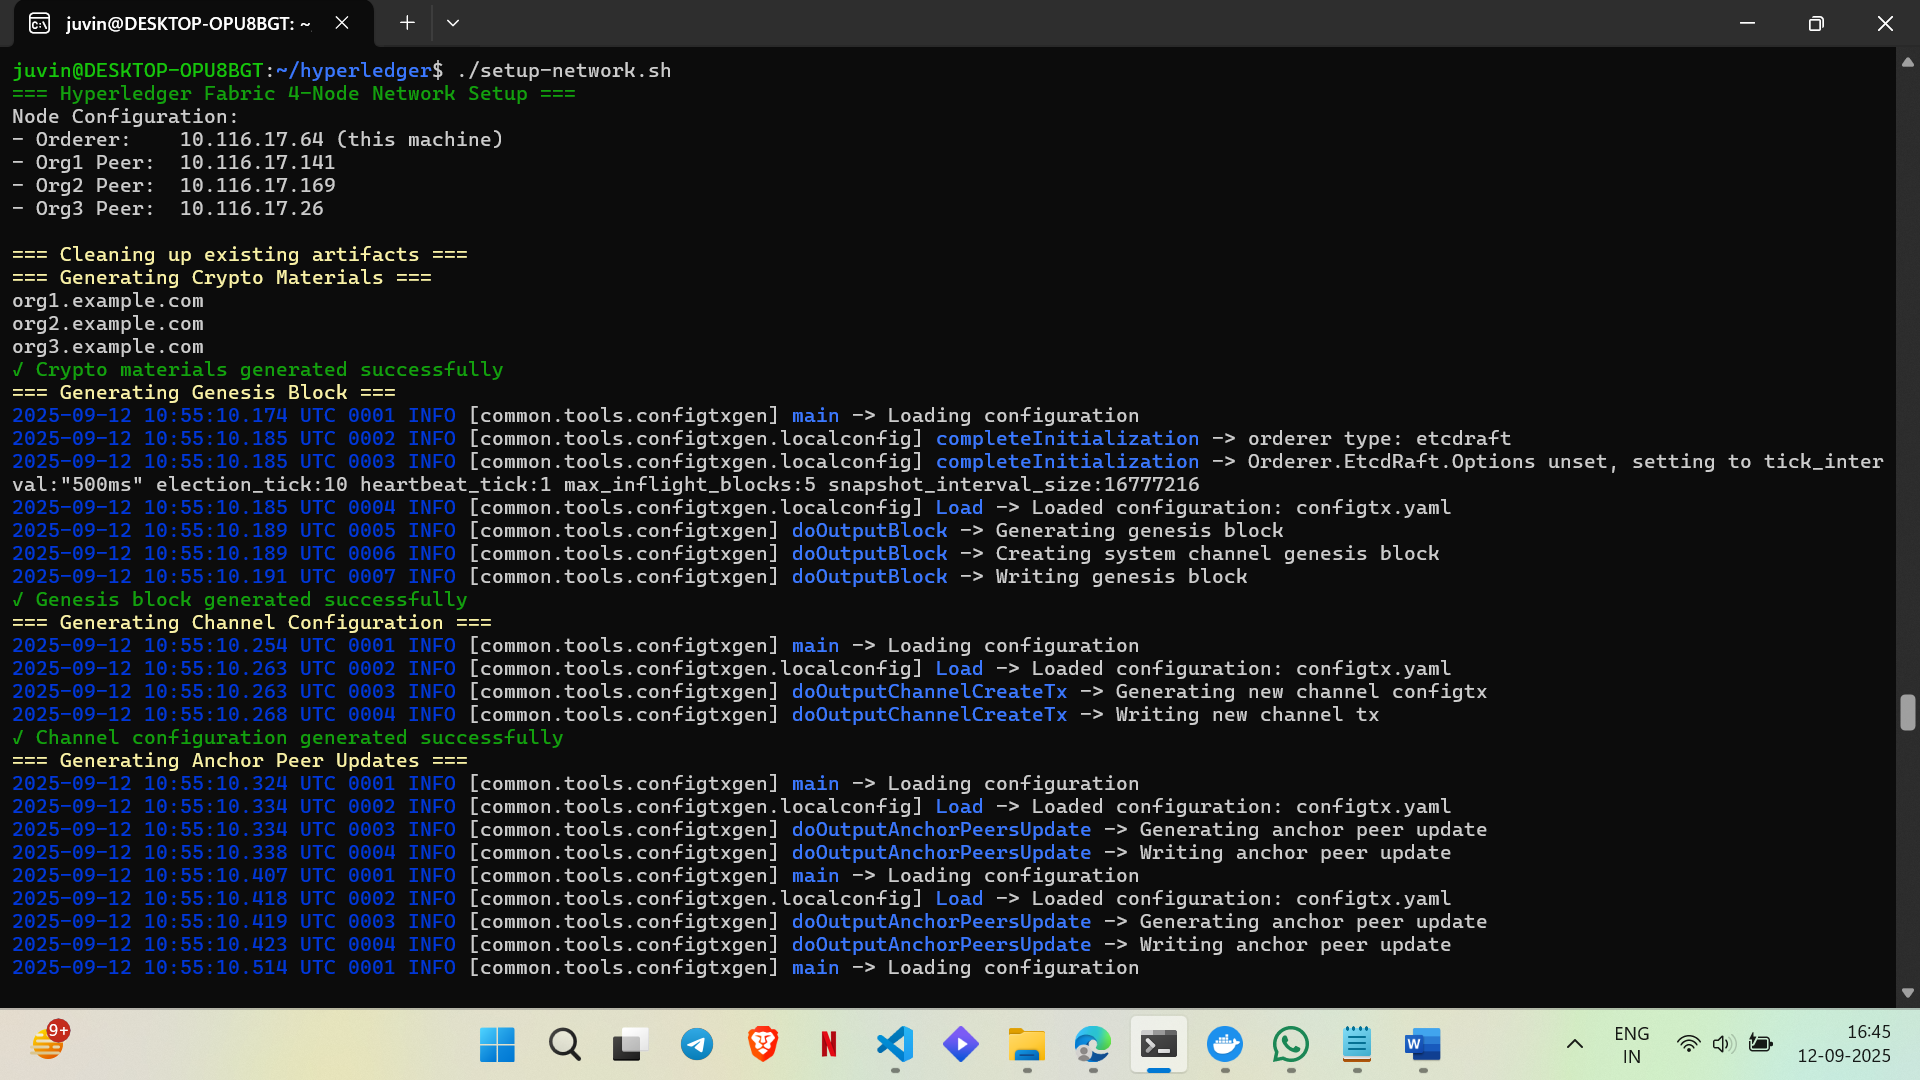 juvin@DESKTOP-OPU8BGT: ~
juvin@DESKTOP-OPU8BGT:~/hyperledger$ ./setup-network.sh
=== Hyperledger Fabric 4-Node Network Setup ===
Node Configuration:
- Orderer:    10.116.17.64 (this machine)
- Org1 Peer:  10.116.17.141
- Org2 Peer:  10.116.17.169
- Org3 Peer:  10.116.17.26
=== Cleaning up existing artifacts ===
=== Generating Crypto Materials ===
org1.example.com
org2.example.com
org3.example.com
√ Crypto materials generated successfully
=== Generating Genesis Block ===
2025-09-12 10:55:10.174 UTC 0001 INFO [common.tools.configtxgen] main -> Loading configuration
2025-09-12 10:55:10.185 UTC 0002 INFO [common.tools.configtxgen.localconfig] completeInitialization -> orderer type: etcdraft
2025-09-12 10:55:10.185 UTC 0003 INFO [common.tools.configtxgen.localconfig] completeInitialization -> Orderer.EtcdRaft.Options unset, setting to tick_inter
val:"500ms" election_tick:10 heartbeat_tick:1 max_inflight_blocks:5 snapshot_interval_size:16777216
2025-09-12 10:55:10.185 UTC 0004 INFO [common.tools.configtxgen.localconfig] Load -> Loaded configuration: configtx.yaml
2025-09-12 10:55:10.189 UTC 0005 INFO [common.tools.configtxgen] doOutputBlock -> Generating genesis block
2025-09-12 10:55:10.189 UTC 0006 INFO [common.tools.configtxgen] doOutputBlock -> Creating system channel genesis block
2025-09-12 10:55:10.191 UTC 0007 INFO [common.tools.configtxgen] doOutputBlock -> Writing genesis block
√ Genesis block generated successfully
=== Generating Channel Configuration ===
2025-09-12 10:55:10.254 UTC 0001 INFO [common.tools.configtxgen] main -> Loading configuration
2025-09-12 10:55:10.263 UTC 0002 INFO [common.tools.configtxgen.localconfig] Load -> Loaded configuration: configtx.yaml
2025-09-12 10:55:10.263 UTC 0003 INFO [common.tools.configtxgen] doOutputChannelCreateTx -> Generating new channel configtx
2025-09-12 10:55:10.268 UTC 0004 INFO [common.tools.configtxgen] doOutputChannelCreateTx -> Writing new channel tx
√ Channel configuration generated successfully
=== Generating Anchor Peer Updates ===
2025-09-12 10:55:10.324 UTC 0001 INFO [common.tools.configtxgen] main -> Loading configuration
2025-09-12 10:55:10.334 UTC 0002 INFO [common.tools.configtxgen.localconfig] Load -> Loaded configuration: configtx.yaml
2025-09-12 10:55:10.334 UTC 0003 INFO [common.tools.configtxgen] doOutputAnchorPeersUpdate -> Generating anchor peer update
2025-09-12 10:55:10.338 UTC 0004 INFO [common.tools.configtxgen] doOutputAnchorPeersUpdate -> Writing anchor peer update
2025-09-12 10:55:10.407 UTC 0001 INFO [common.tools.configtxgen] main -> Loading configuration
2025-09-12 10:55:10.418 UTC 0002 INFO [common.tools.configtxgen.localconfig] Load -> Loaded configuration: configtx.yaml
2025-09-12 10:55:10.419 UTC 0003 INFO [common.tools.configtxgen] doOutputAnchorPeersUpdate -> Generating anchor peer update
2025-09-12 10:55:10.423 UTC 0004 INFO [common.tools.configtxgen] doOutputAnchorPeersUpdate -> Writing anchor peer update
2025-09-12 10:55:10.514 UTC 0001 INFO [common.tools.configtxgen] main -> Loading configuration
9+
N
W
ENG
IN
16:45
12-09-2025